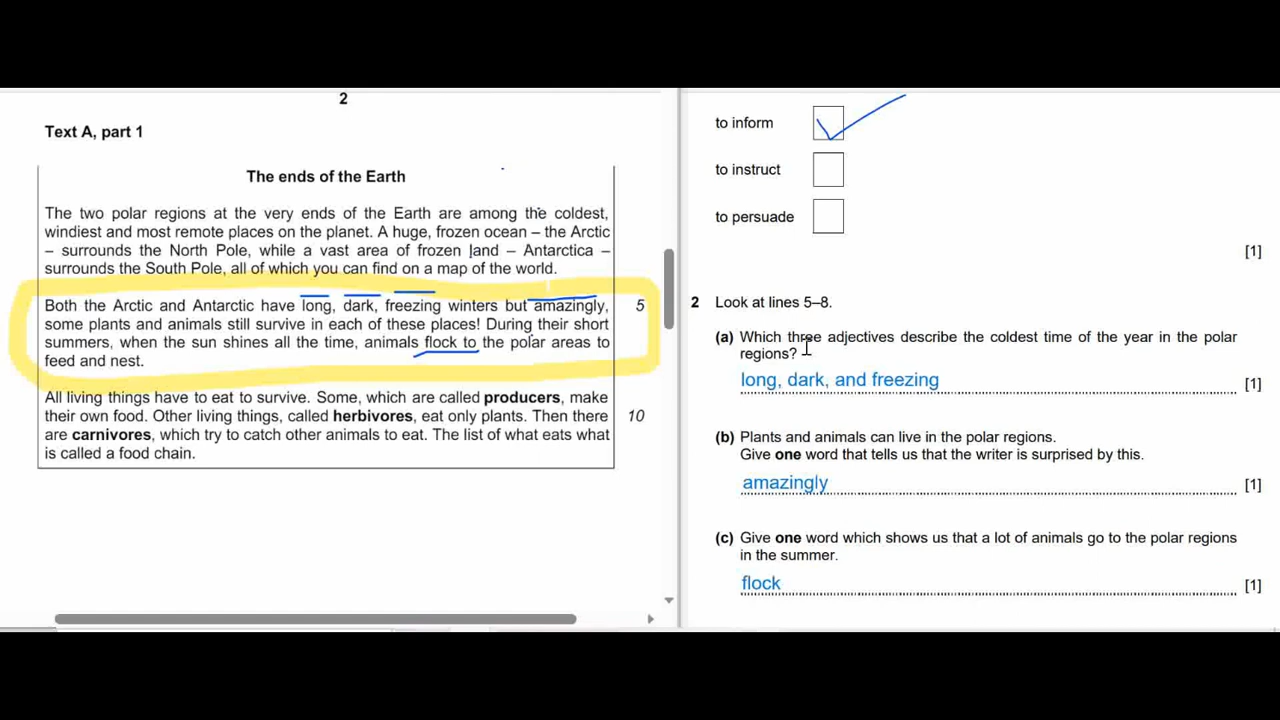 2
Text A, part 1
The ends of the Earth
The two polar regions at the very ends of the Earth are among the coldest,
windiest and most remote places on the planet. A huge, frozen ocean – the Arctic
– surrounds the North Pole, while a vast area of frozen land – Antarctica –
surrounds the South Pole, all of which you can find on a map of the world.
Both the Arctic and Antarctic have long, dark, freezing winters but amazingly, 5
some plants and animals still survive in each of these places! During their short
summers, when the sun shines all the time, animals flock to the polar areas to
feed and nest.
All living things have to eat to survive. Some, which are called producers, make
their own food. Other living things, called herbivores, eat only plants. Then there 10
are carnivores, which try to catch other animals to eat. The list of what eats what
is called a food chain.
to inform
to instruct
to persuade
[1]
2 Look at lines 5–8.
(a) Which three adjectives describe the coldest time of the year in the polar
regions?
long, dark, and freezing [1]
(b) Plants and animals can live in the polar regions.
Give one word that tells us that the writer is surprised by this.
amazingly [1]
(c) Give one word which shows us that a lot of animals go to the polar regions
in the summer.
flock [1]